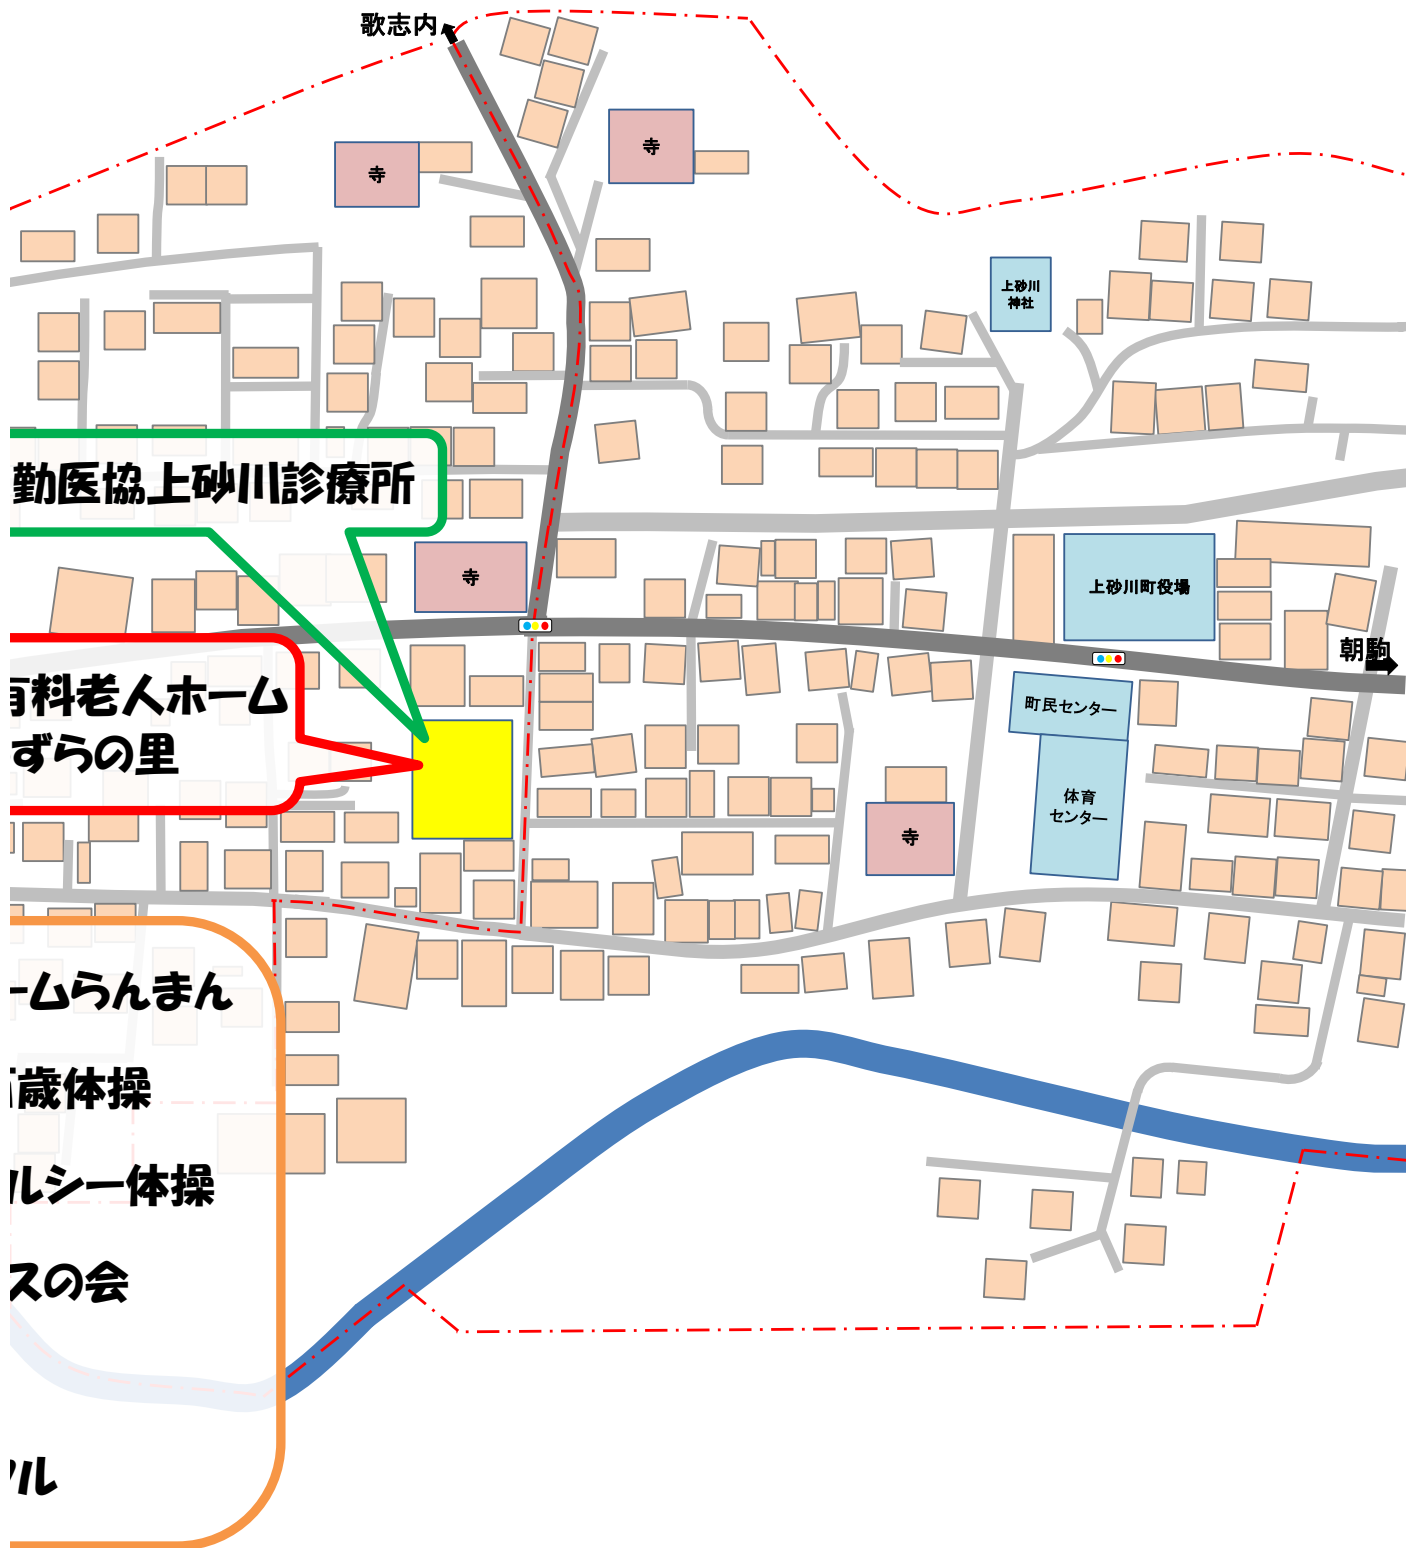 歌志内
寺
寺
上砂川
神社
勤医協上砂川診療所
寺
上砂川町役場
朝駒
有料老人ホーム
ずらの里
町民センター
体育
センター
寺
ームらんまん
百歳体操
ルシー体操
スの会
ル